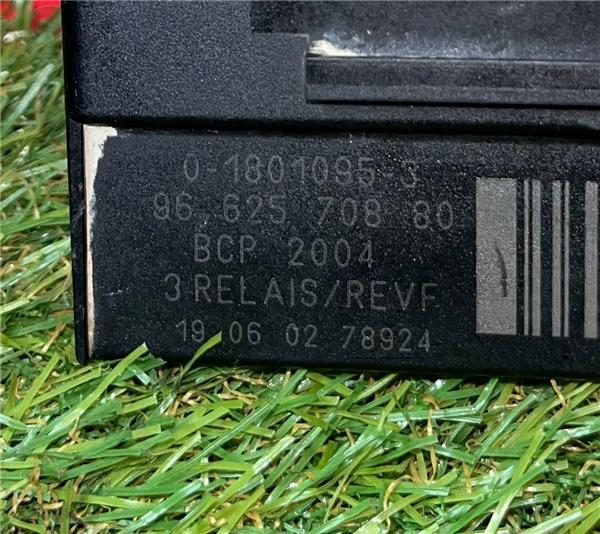 0-1801095-3
96 625 708 80
BCP 2004
3 RELAIS/REVF
19 06 02 78924